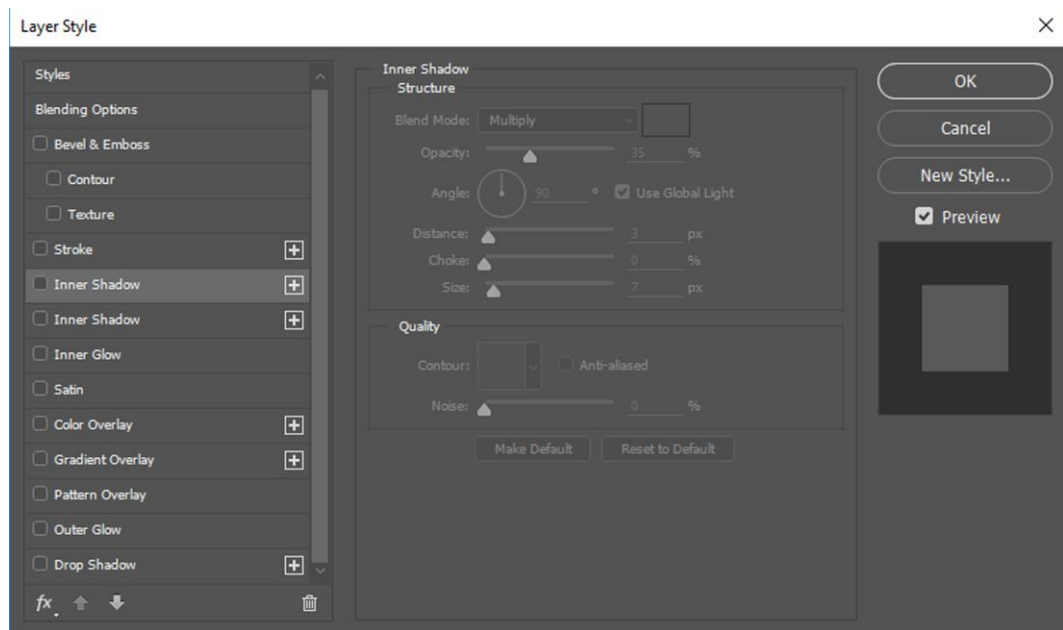 Layer Style
Styles
Blending Options
Bevel & Emboss
Contour
Texture
Stroke
Inner Shadow
Inner Shadow
Inner Glow
Satin
Color Overlay
Gradient Overlay
Pattern Overlay
Outer Glow
Drop Shadow
fx
Inner Shadow
Structure
Blend Mode: Multiply
Opacity: 35 %
Angle: 90 ° Use Global Light
Distance: 3 px
Choke: 0 %
Size: 7 px
Quality
Contour: Anti-aliased
Noise: 0 %
Make Default Reset to Default
OK
Cancel
New Style...
Preview